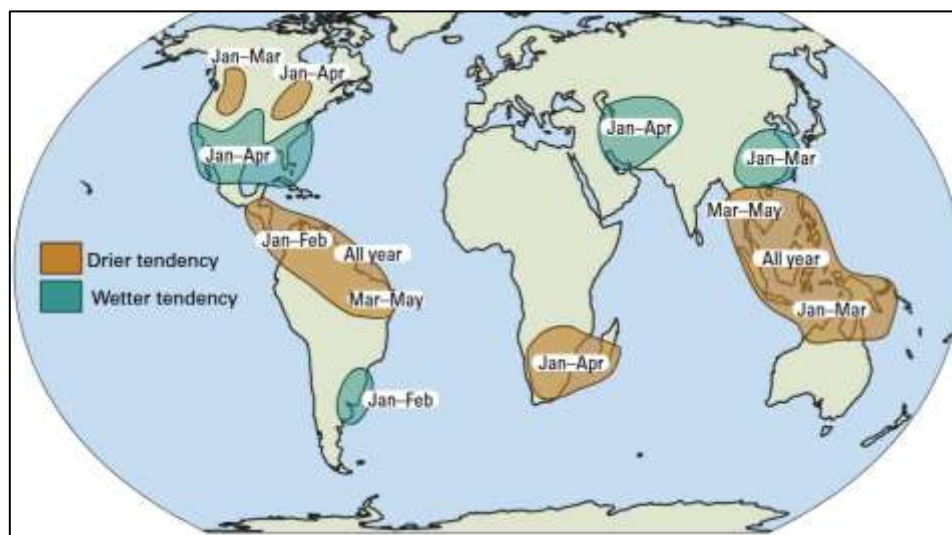 Jan–Mar
Jan–Apr
Jan–Apr
Jan–Apr
Jan–Mar
Mar–May
Jan–Feb
All year
All year
Drier tendency
Wetter tendency
Mar–May
Jan–Mar
Jan–Apr
Jan–Feb